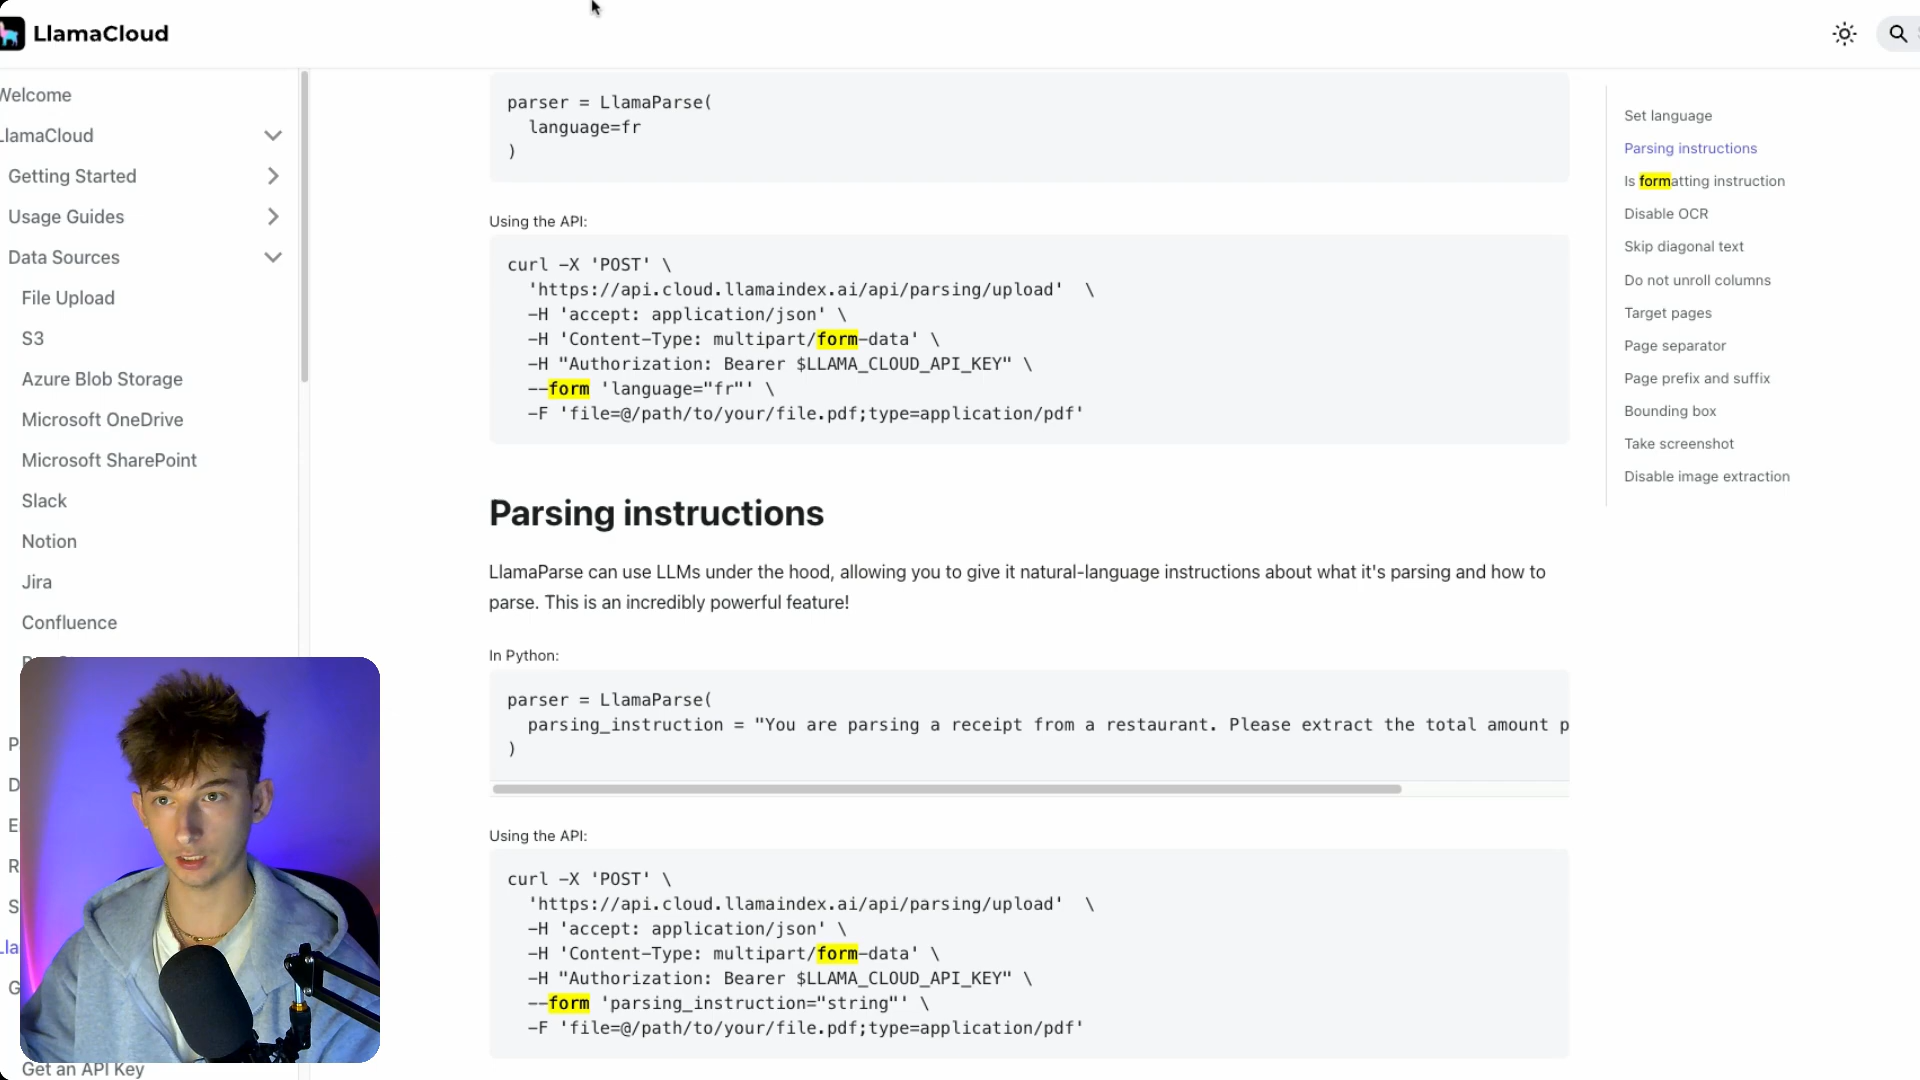 LlamaCloud
Welcome
LlamaCloud
Getting Started
Usage Guides
Data Sources
File Upload
S3
Azure Blob Storage
Microsoft OneDrive
Microsoft SharePoint
Slack
Notion
Jira
Confluence
P
D
E
R
S
Lla
G
Get an API Key
parser = LlamaParse(
  language=fr
)
Using the API:
curl -X 'POST' \
  'https://api.cloud.llamaindex.ai/api/parsing/upload'  \
  -H 'accept: application/json' \
  -H 'Content-Type: multipart/form-data' \
  -H "Authorization: Bearer $LLAMA_CLOUD_API_KEY" \
  --form 'language="fr"' \
  -F 'file=@/path/to/your/file.pdf;type=application/pdf'
Parsing instructions
LlamaParse can use LLMs under the hood, allowing you to give it natural-language instructions about what it's parsing and how to
parse. This is an incredibly powerful feature!
In Python:
parser = LlamaParse(
  parsing_instruction = "You are parsing a receipt from a restaurant. Please extract the total amount p
)
Using the API:
curl -X 'POST' \
  'https://api.cloud.llamaindex.ai/api/parsing/upload'  \
  -H 'accept: application/json' \
  -H 'Content-Type: multipart/form-data' \
  -H "Authorization: Bearer $LLAMA_CLOUD_API_KEY" \
  --form 'parsing_instruction="string"' \
  -F 'file=@/path/to/your/file.pdf;type=application/pdf'
Set language
Parsing instructions
Is formatting instruction
Disable OCR
Skip diagonal text
Do not unroll columns
Target pages
Page separator
Page prefix and suffix
Bounding box
Take screenshot
Disable image extraction